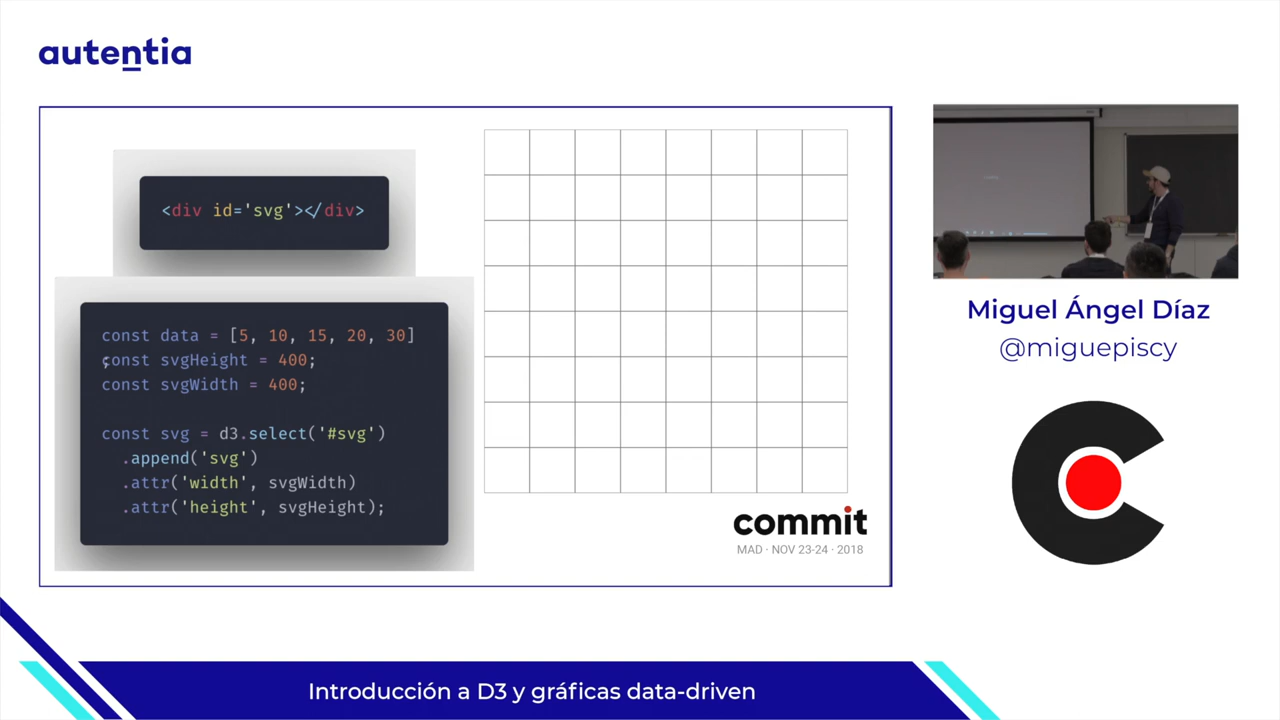 autentia
<div id='svg'></div>
const data = [5, 10, 15, 20, 30]
const svgHeight = 400;
const svgWidth = 400;
const svg = d3.select('#svg')
.append('svg')
.attr('width', svgWidth)
.attr('height', svgHeight);
commit
MAD · NOV 23-24 · 2018
Miguel Ángel Díaz
@miguepiscy
Introducción a D3 y gráficas data-driven